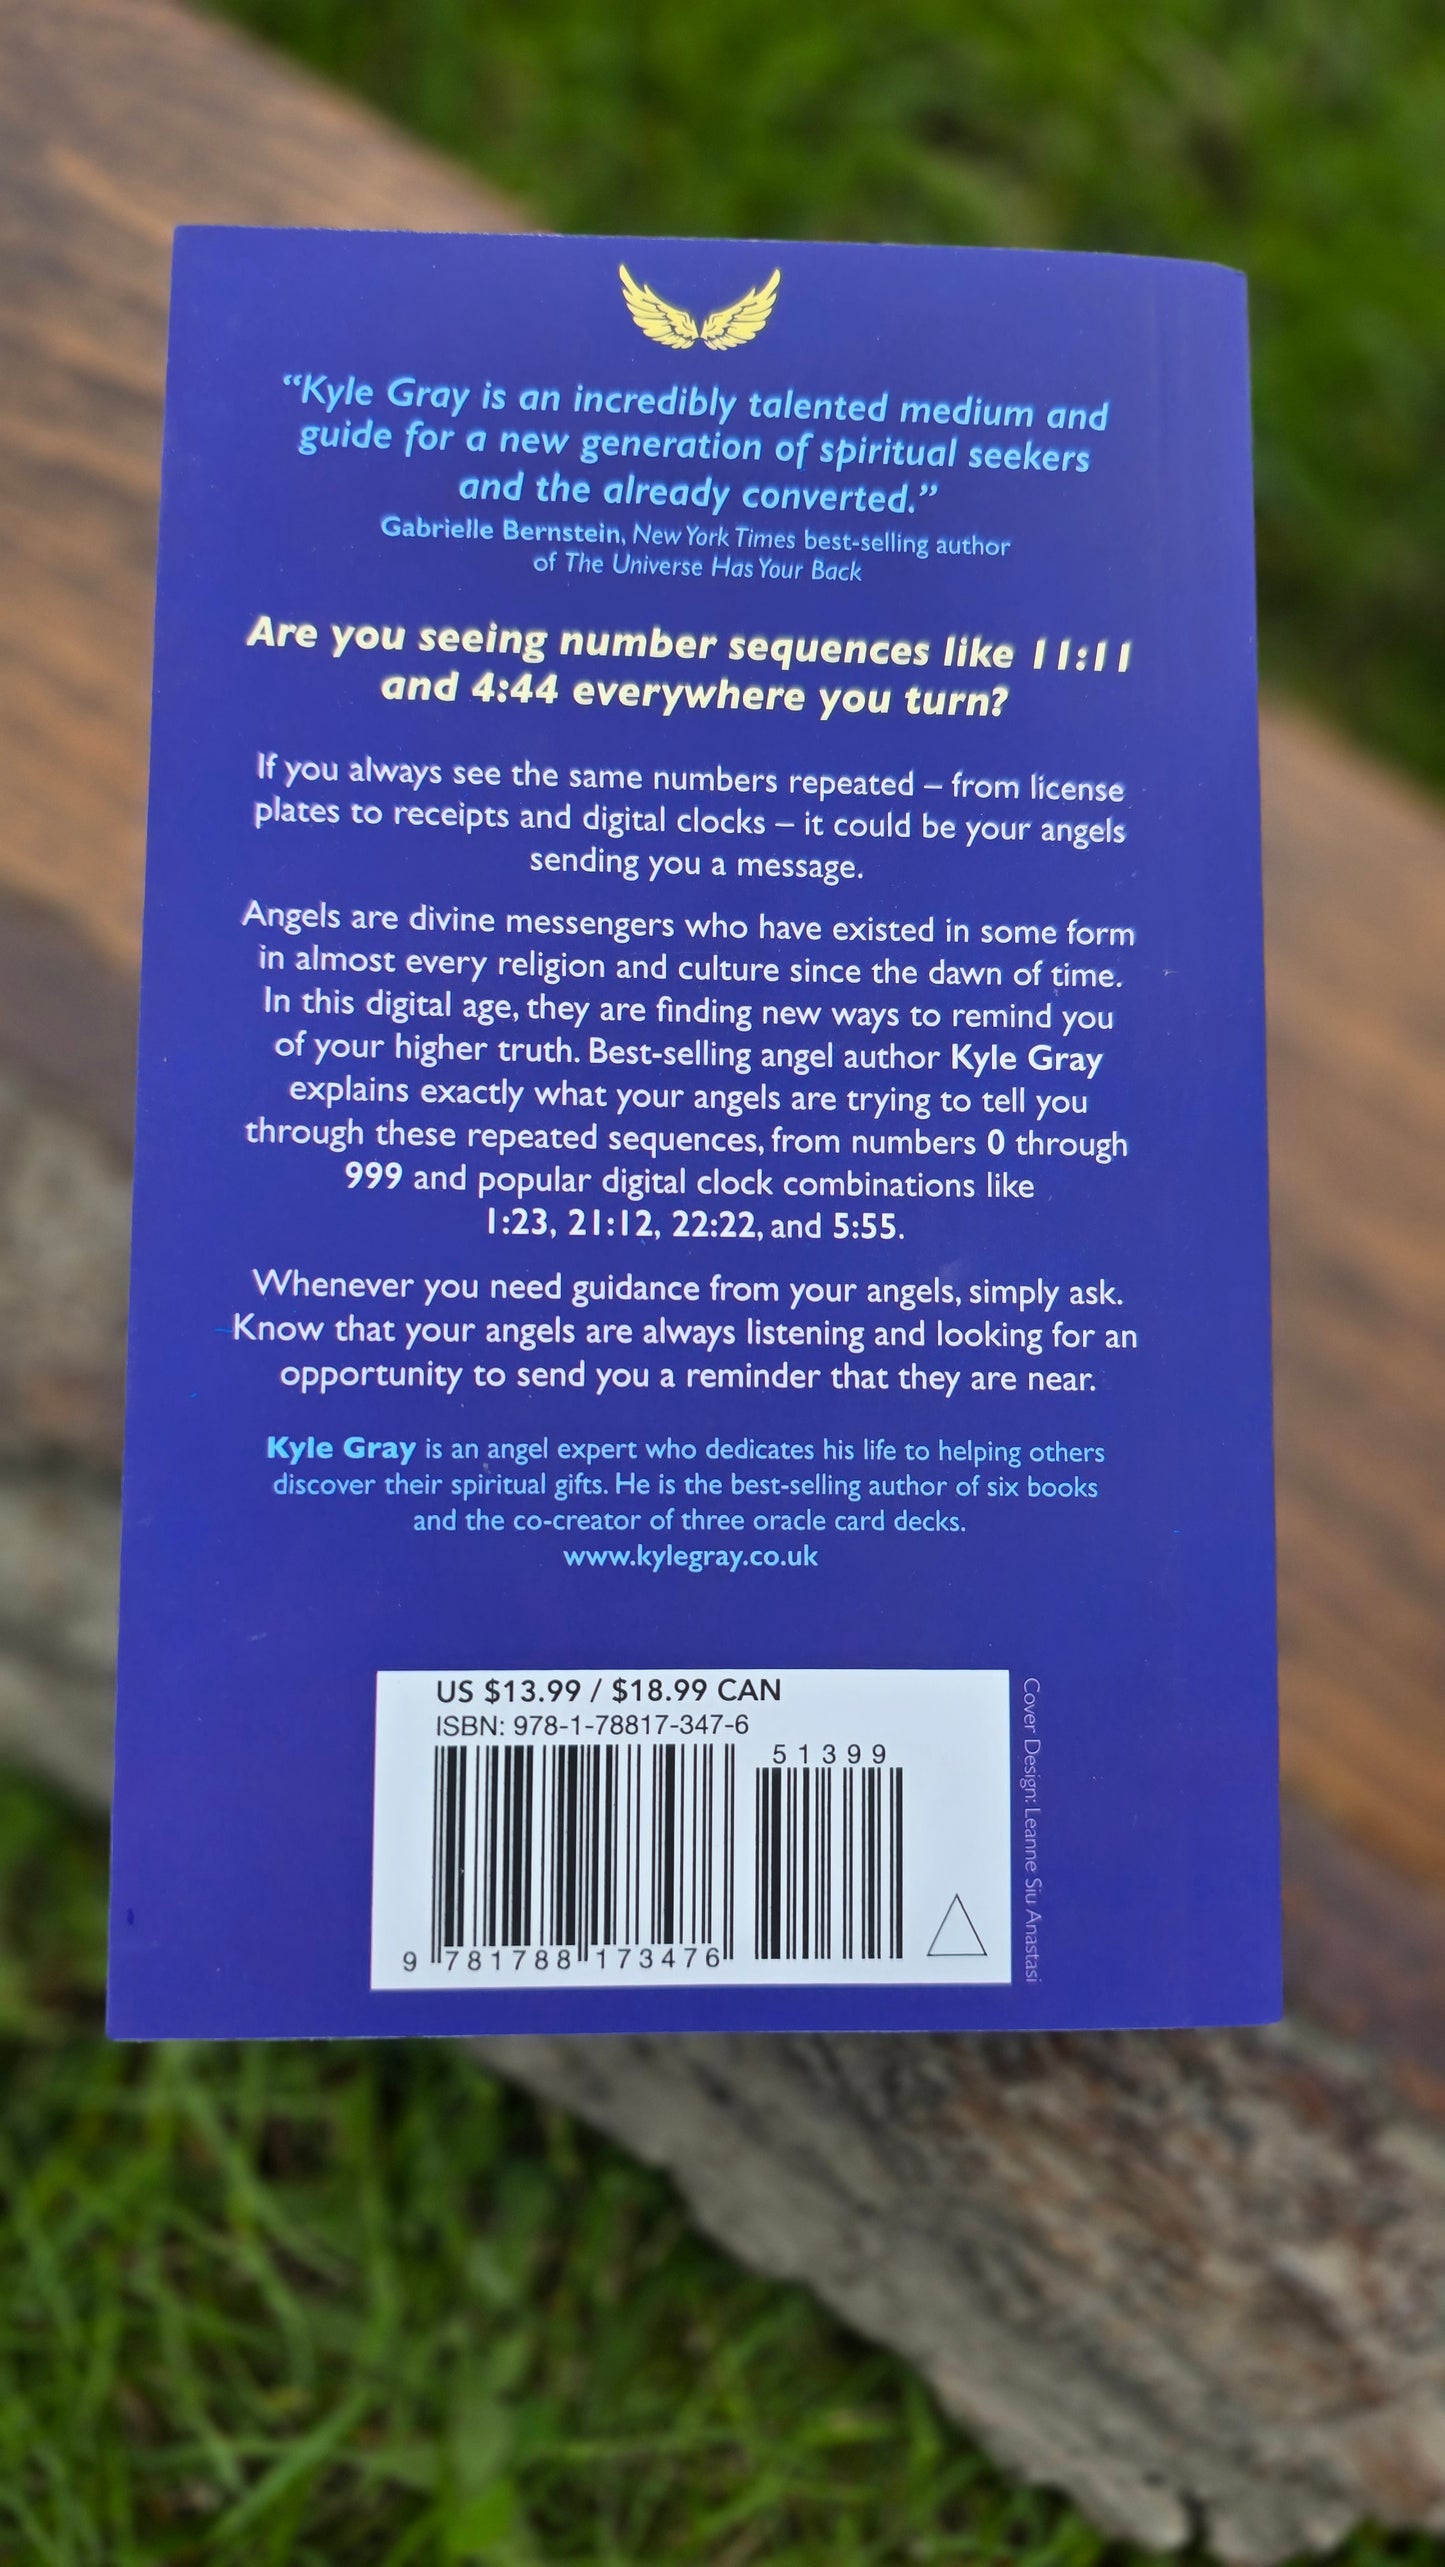 “Kyle Gray is an incredibly talented medium and
guide for a new generation of spiritual seekers
and the already converted.”
Gabrielle Bernstein, New York Times best-selling author
of The Universe Has Your Back
Are you seeing number sequences like 11:11
and 4:44 everywhere you turn?
If you always see the same numbers repeated – from license
plates to receipts and digital clocks – it could be your angels
sending you a message.
Angels are divine messengers who have existed in some form
in almost every religion and culture since the dawn of time.
In this digital age, they are finding new ways to remind you
of your higher truth. Best-selling angel author Kyle Gray
explains exactly what your angels are trying to tell you
through these repeated sequences, from numbers 0 through
999 and popular digital clock combinations like
1:23, 21:12, 22:22, and 5:55.
Whenever you need guidance from your angels, simply ask.
Know that your angels are always listening and looking for an
opportunity to send you a reminder that they are near.
Kyle Gray is an angel expert who dedicates his life to helping others
discover their spiritual gifts. He is the best-selling author of six books
and the co-creator of three oracle card decks.
www.kylegray.co.uk
US $13.99 / $18.99 CAN
ISBN: 978-1-78817-347-6
51399
9 781788 173476
Cover Design: Leanne Siu Anastasi